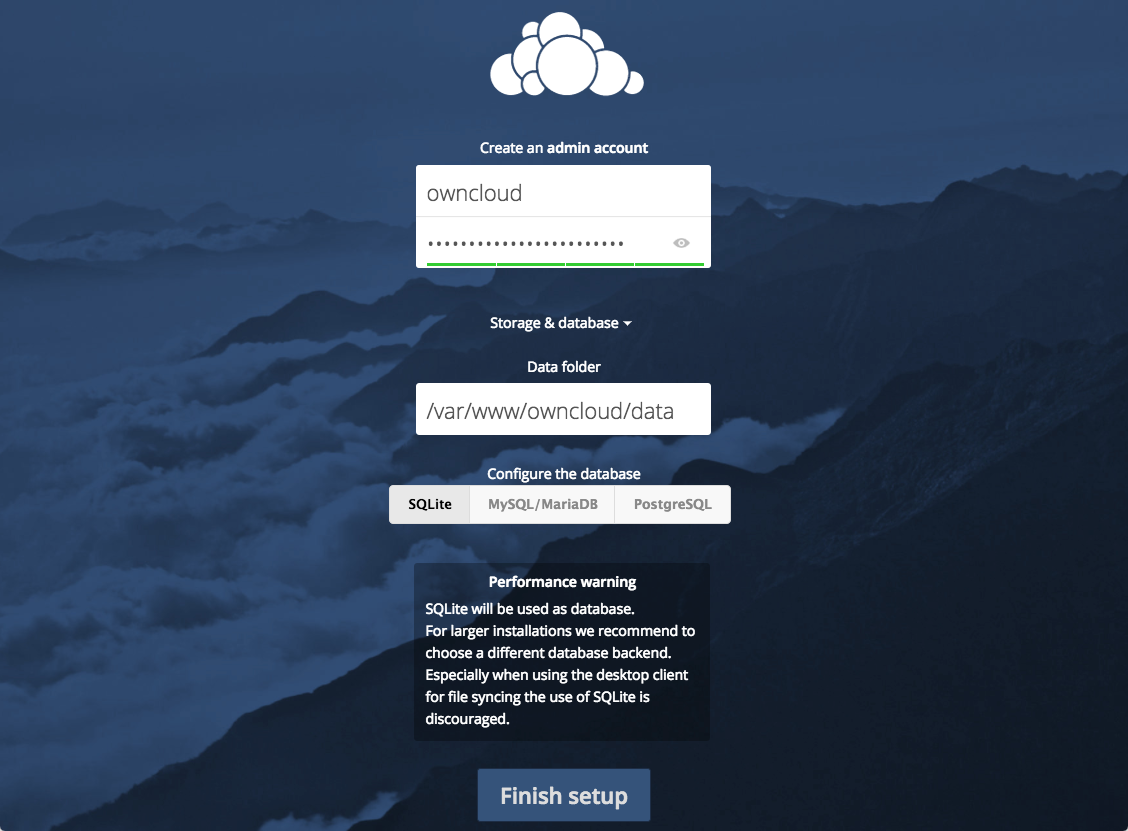 Create an admin account
owncloud
••••••••••••••••••••••••
Storage & database
Data folder
/var/www/owncloud/data
Configure the database
SQLite MySQL/MariaDB PostgreSQL
Performance warning
SQLite will be used as database.
For larger installations we recommend to
choose a different database backend.
Especially when using the desktop client
for file syncing the use of SQLite is
discouraged.
Finish setup